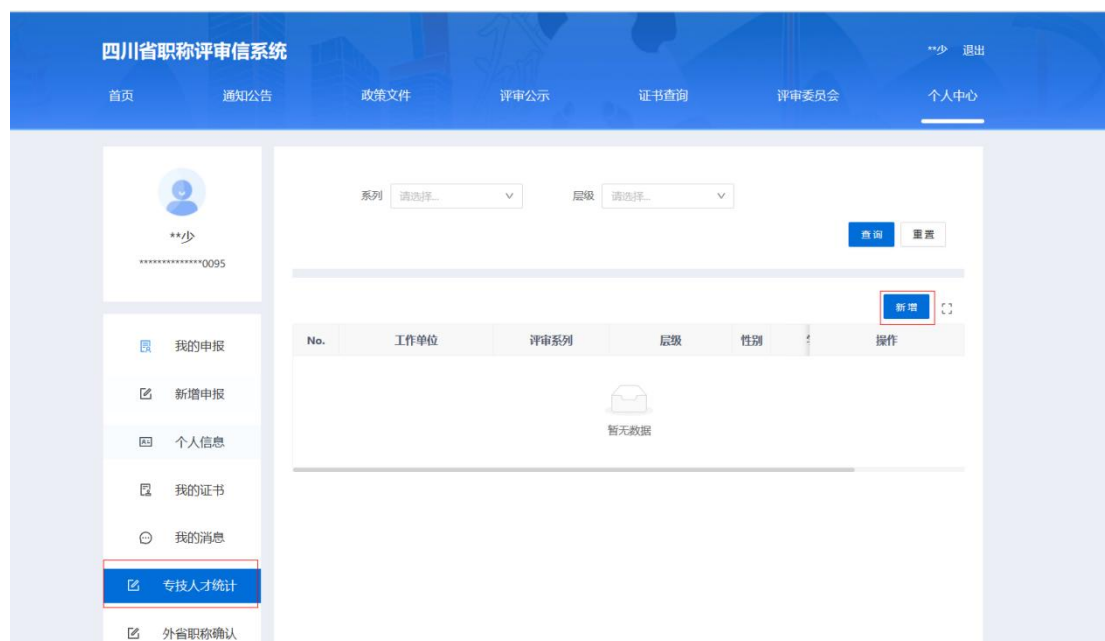 四川省职称评审信系统
**少 退出
首页 通知公告 政策文件 评审公示 证书查询 评审委员会 个人中心
**少
**************0095
系列 请选择... 层级 请选择...
查询 重置
新增
No. 工作单位 评审系列 层级 性别 操作
暂无数据
我的申报
新增申报
个人信息
我的证书
我的消息
专技人才统计
外省职称确认